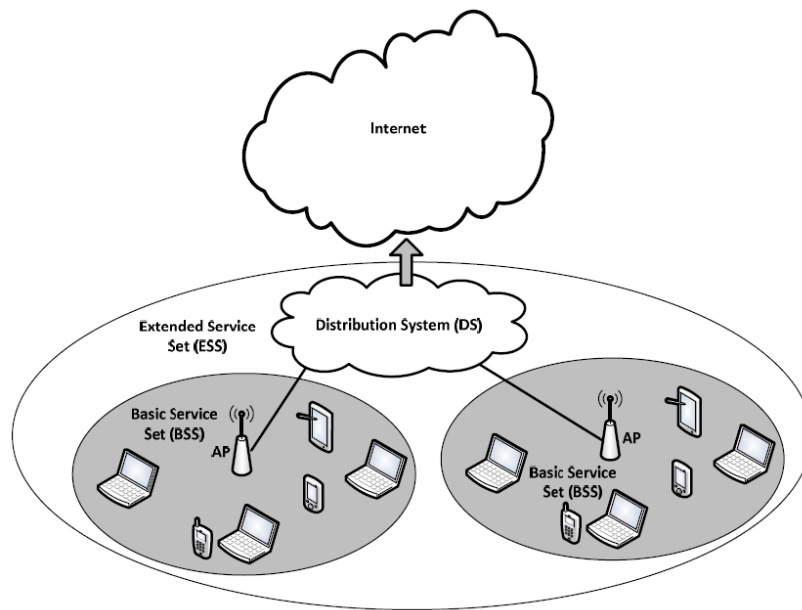 Internet
Distribution System (DS)
Extended Service
Set (ESS)
Basic Service
Set (BSS)
AP
AP
Basic Service
Set (BSS)